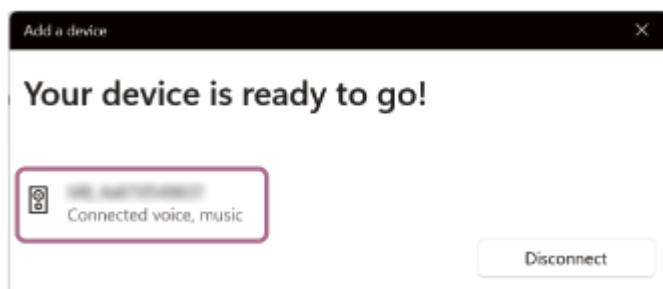 Add a device
Your device is ready to go!
Connected voice, music
Disconnect